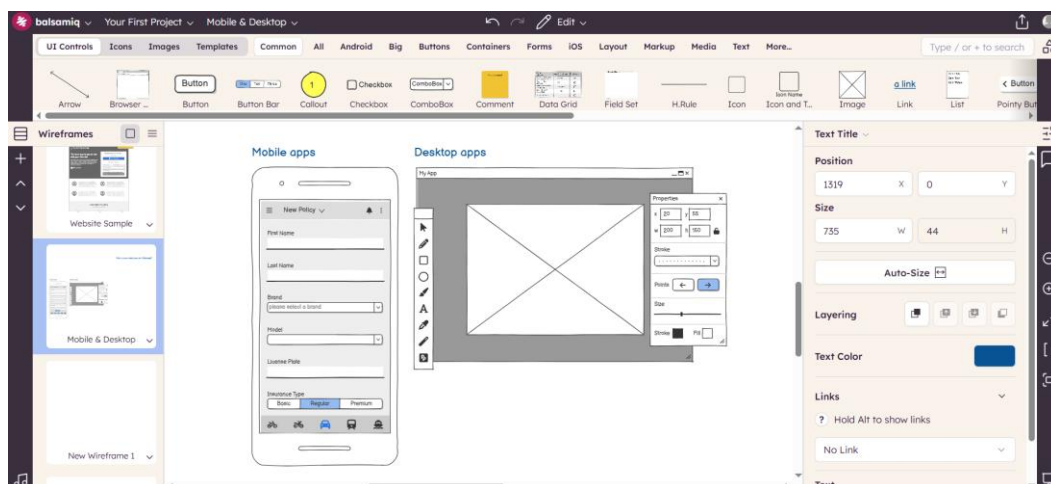 balsamiq
Your First Project
Mobile & Desktop
Edit
UI Controls
Icons
Images
Templates
Common
All
Android
Big
Buttons
Containers
Forms
iOS
Layout
Markup
Media
Text
More...
Type / or + to search
Button
1
Checkbox
ComboBox
Icon Name
a link
Button
Arrow
Browser ...
Button
Button Bar
Callout
Checkbox
ComboBox
Comment
Data Grid
Field Set
H.Rule
Icon
Icon and T...
Image
Link
List
Pointy But
Wireframes
Website Sample
Mobile & Desktop
New Wireframe 1
Mobile apps
New Policy
First Name
Last Name
Brand
please select a brand
Model
License Plate
Insurance Type
Basic
Regular
Premium
Desktop apps
My App
A
Properties
x
y
w 200 h 150
Stroke
Points
Size
Stroke
Fill
Text Title
Position
1319 X
0 Y
Size
735 W
44 H
Auto-Size
Layering
Text Color
Links
? Hold Alt to show links
No Link
Text